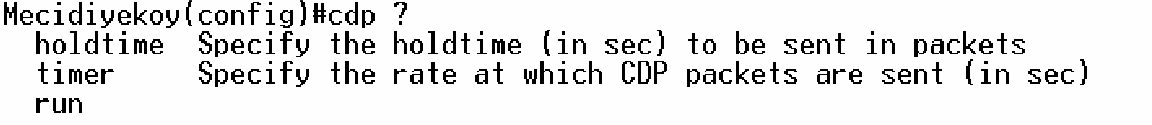 Mecidiyekoy(config)#cdp ?
  holdtime  Specify the holdtime (in sec) to be sent in packets
  timer     Specify the rate at which CDP packets are sent (in sec)
  run